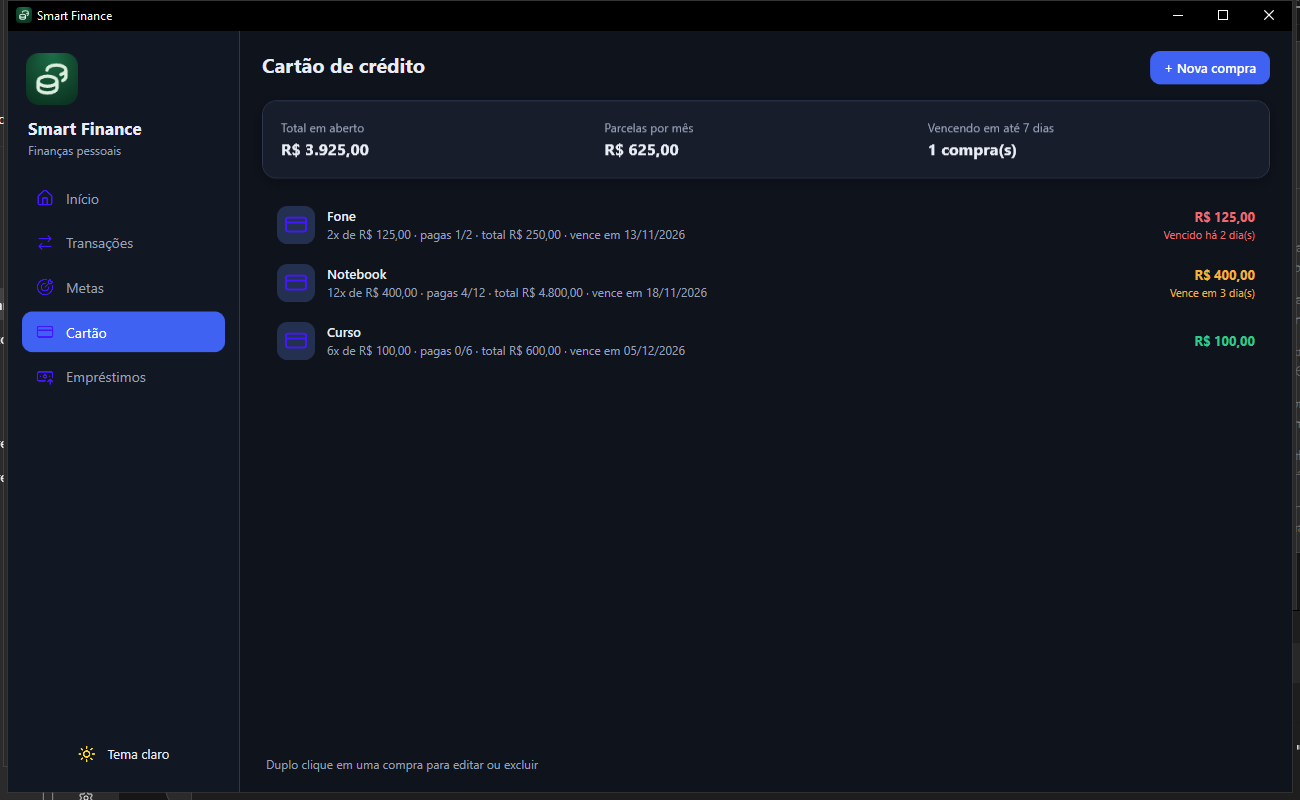 Smart Finance
Smart Finance
Finanças pessoais
Início
Transações
Metas
Cartão
Empréstimos
Tema claro
Cartão de crédito
+ Nova compra
Total em aberto
R$ 3.925,00
Parcelas por mês
R$ 625,00
Vencendo em até 7 dias
1 compra(s)
Fone
2x de R$ 125,00 · pagas 1/2 · total R$ 250,00 · vence em 13/11/2026
R$ 125,00
Vencido há 2 dia(s)
Notebook
12x de R$ 400,00 · pagas 4/12 · total R$ 4.800,00 · vence em 18/11/2026
R$ 400,00
Vence em 3 dia(s)
Curso
6x de R$ 100,00 · pagas 0/6 · total R$ 600,00 · vence em 05/12/2026
R$ 100,00
Duplo clique em uma compra para editar ou excluir